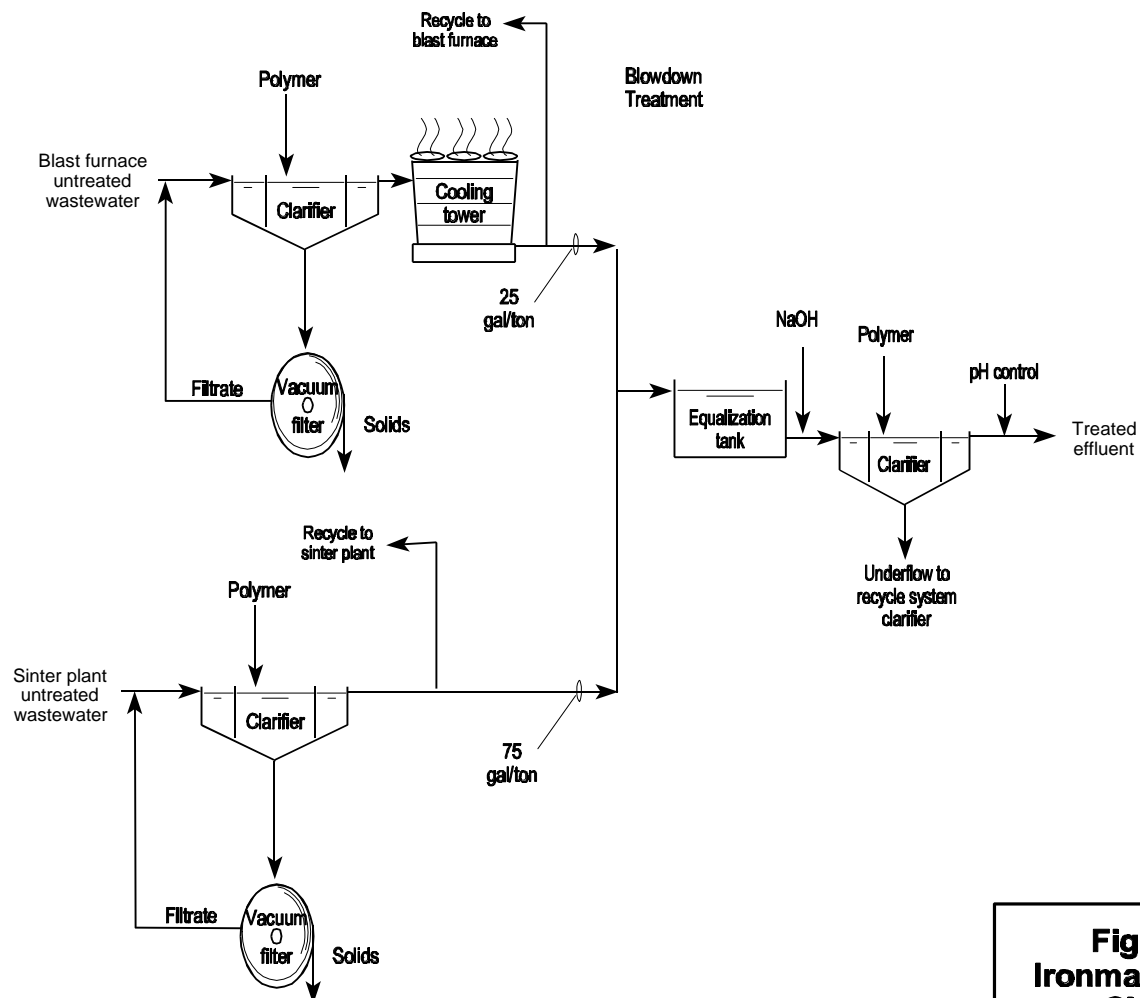 Recycle to
blast furnace
Blowdown
Treatment
Polymer
Blast furnace
untreated
wastewater
Clarifier
Cooling
tower
25
gal/ton
Filtrate
Vacuum
filter
Solids
NaOH
Polymer
pH control
Equalization
tank
Clarifier
Treated
effluent
Underflow to
recycle system
clarifier
Recycle to
sinter plant
Polymer
Sinter plant
untreated
wastewater
Clarifier
75
gal/ton
Filtrate
Vacuum
filter
Solids
Fig
Ironma